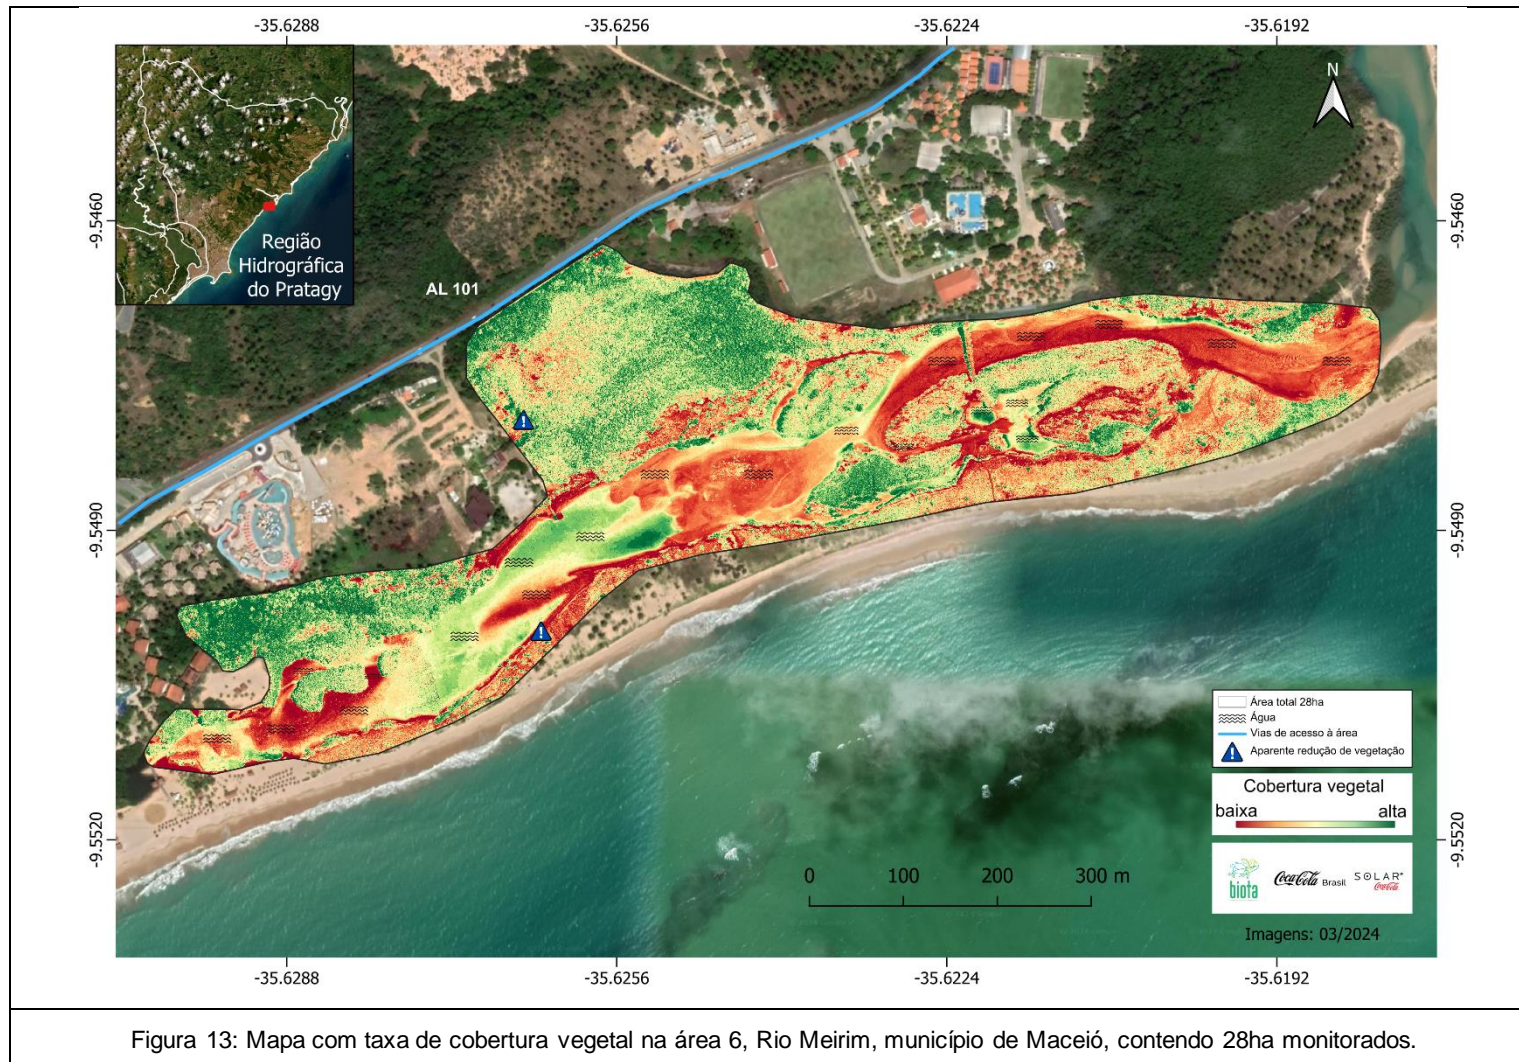 -35.6288
-35.6256
-35.6224
-35.6192
N
-9.5460
-9.5460
Região
Hidrográfica
do Pratagy
AL 101
-9.5490
-9.5490
Área total 28ha
Água
Vias de acesso à área
Aparente redução de vegetação
Cobertura vegetal
baixa
alta
-9.5520
-9.5520
0
100
200
300 m
biota
Coca-Cola Brasil
SOLAR
Coca-Cola
Imagens: 03/2024
-35.6288
-35.6256
-35.6224
-35.6192
Figura 13: Mapa com taxa de cobertura vegetal na área 6, Rio Meirim, município de Maceió, contendo 28ha monitorados.